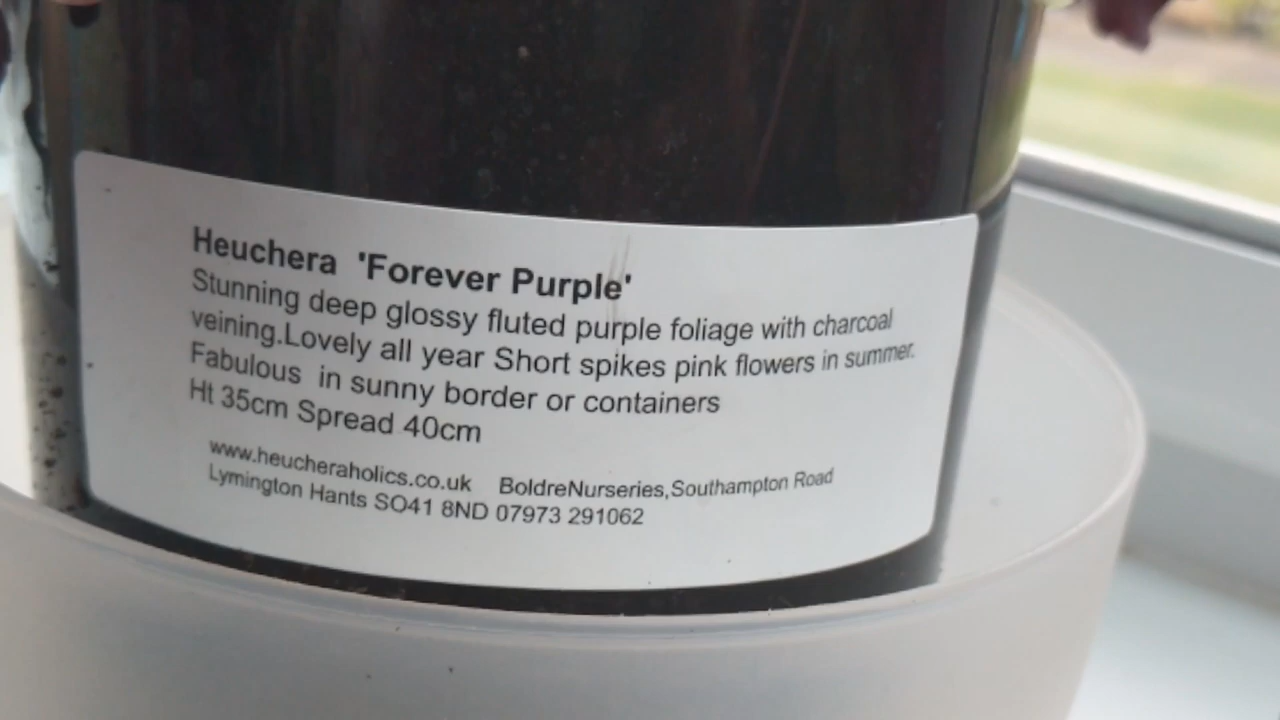 Heuchera 'Forever Purple'
Stunning deep glossy fluted purple foliage with charcoal
veining.Lovely all year Short spikes pink flowers in summer.
Fabulous in sunny border or containers
Ht 35cm Spread 40cm
www.heucheraholics.co.uk BoldreNurseries,Southampton Road
Lymington Hants SO41 8ND 07973 291062